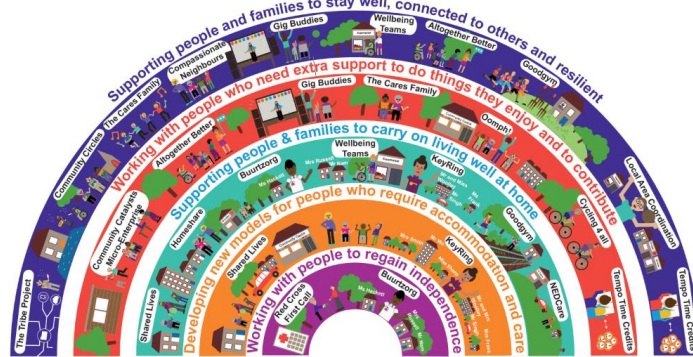 Supporting people and families to stay well, connected to others and resilient
The Tribe Project
Community Circles
The Cares Family
Compassionate
Neighbours
Gig Buddies
Wellbeing
Teams
Altogether Better
Goodgym
Local Area Coordination
Tempo Time Credits
Working with people who need extra support to do things they enjoy and to contribute
Community Catalysts
Micro-Enterprise
Altogether Better
Gig Buddies
The Cares Family
Oomph!
Cycling 4 all
Tempo Time Credits
Supporting people & families to carry on living well at home
Shared Lives
Homeshare
Buurtzorg
Wellbeing
Teams
KeyRing
Goodgym
NEDCare
Developing new models for people who require accommodation and care
Shared Lives
KeyRing
Working with people to regain independence
Red Cross
First Call
Buurtzorg